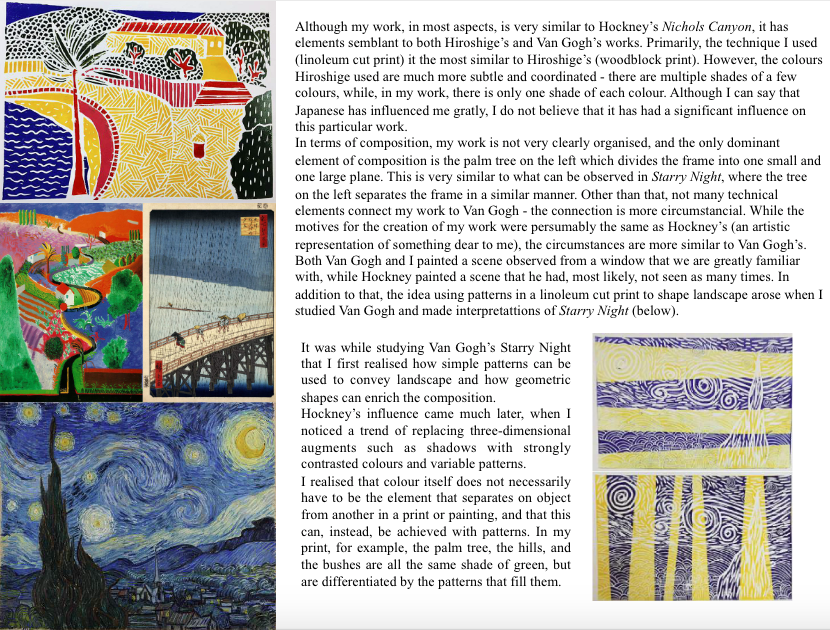 Although my work, in most aspects, is very similar to Hockney's Nichols Canyon, it has
elements semblant to both Hiroshige's and Van Gogh's works. Primarily, the technique I used
(linoleum cut print) it the most similar to Hiroshige's (woodblock print). However, the colours
Hiroshige used are much more subtle and coordinated - there are multiple shades of a few
colours, while, in my work, there is only one shade of each colour. Although I can say that
Japanese has influenced me gratly, I do not believe that it has had a significant influence on
this particular work.
In terms of composition, my work is not very clearly organised, and the only dominant
element of composition is the palm tree on the left which divides the frame into one small and
one large plane. This is very similar to what can be observed in Starry Night, where the tree
on the left separates the frame in a similar manner. Other than that, not many technical
elements connect my work to Van Gogh - the connection is more circumstancial. While the
motives for the creation of my work were persumably the same as Hockney's (an artistic
representation of something dear to me), the circumstances are more similar to Van Gogh's.
Both Van Gogh and I painted a scene observed from a window that we are greatly familiar
with, while Hockney painted a scene that he had, most likely, not seen as many times. In
addition to that, the idea using patterns in a linoleum cut print to shape landscape arose when I
studied Van Gogh and made interpretattions of Starry Night (below).
It was while studying Van Gogh's Starry Night
that I first realised how simple patterns can be
used to convey landscape and how geometric
shapes can enrich the composition.
Hockney's influence came much later, when I
noticed a trend of replacing three-dimensional
augments such as shadows with strongly
contrasted colours and variable patterns.
I realised that colour itself does not necessarily
have to be the element that separates on object
from another in a print or painting, and that this
can, instead, be achieved with patterns. In my
print, for example, the palm tree, the hills, and
the bushes are all the same shade of green, but
are differentiated by the patterns that fill them.